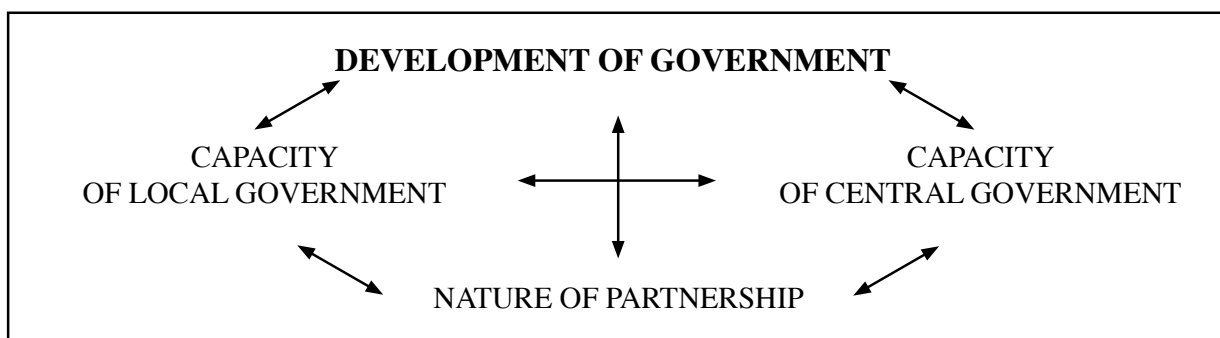 DEVELOPMENT OF GOVERNMENT
CAPACITY
OF LOCAL GOVERNMENT
CAPACITY
OF CENTRAL GOVERNMENT
NATURE OF PARTNERSHIP